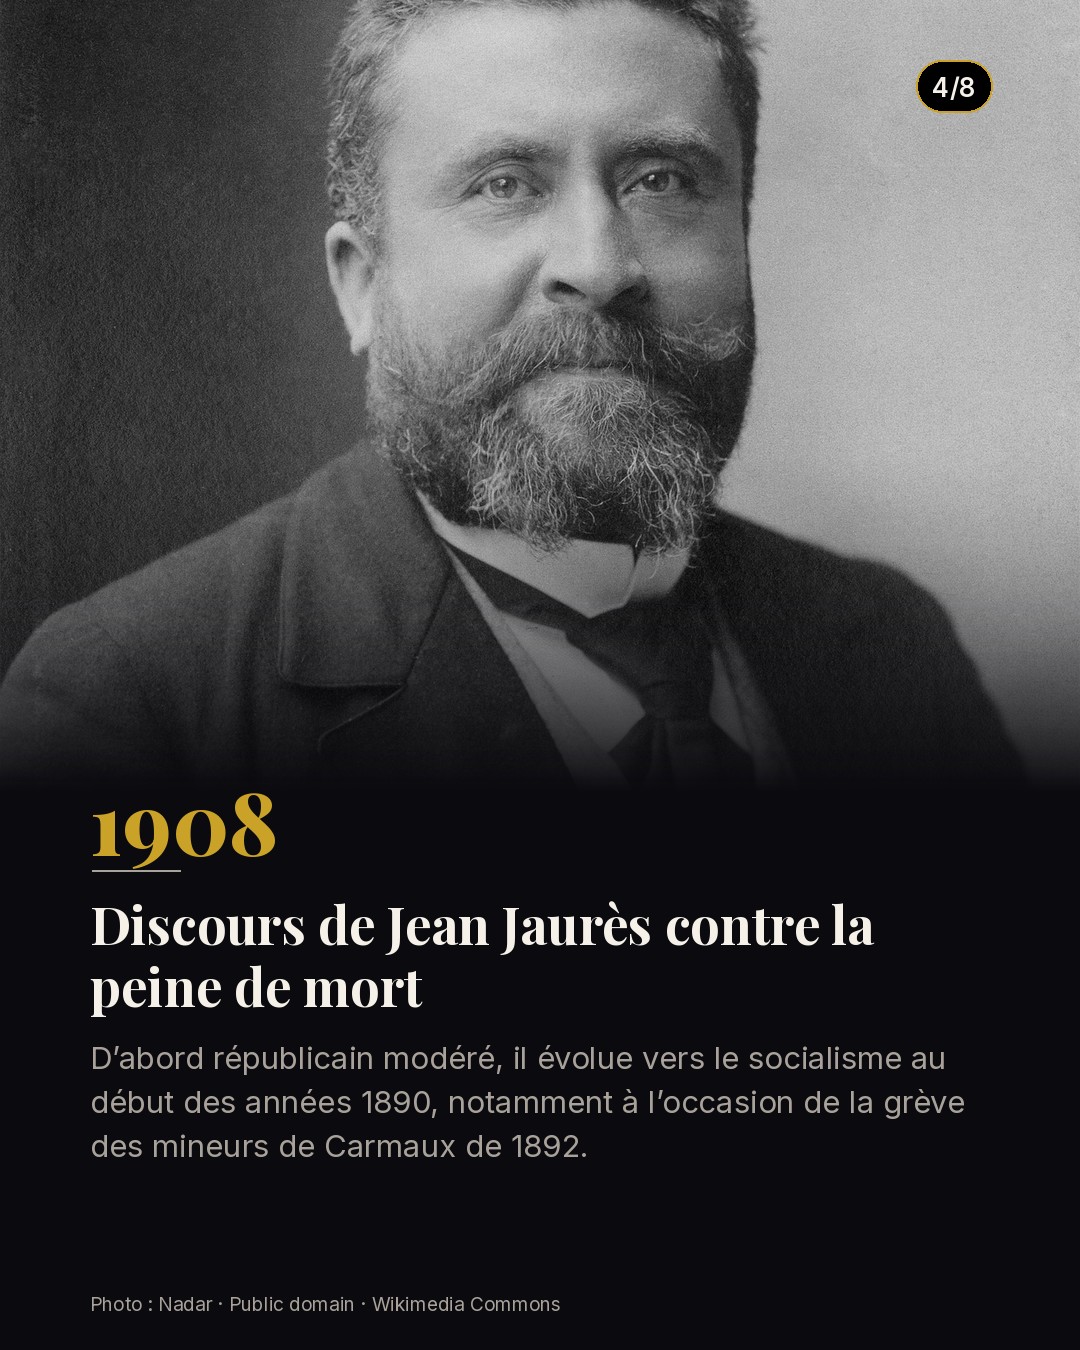 4/8
1908
Discours de Jean Jaurès contre la
peine de mort
D’abord républicain modéré, il évolue vers le socialisme au
début des années 1890, notamment à l’occasion de la grève
des mineurs de Carmaux de 1892.
Photo : Nadar · Public domain · Wikimedia Commons